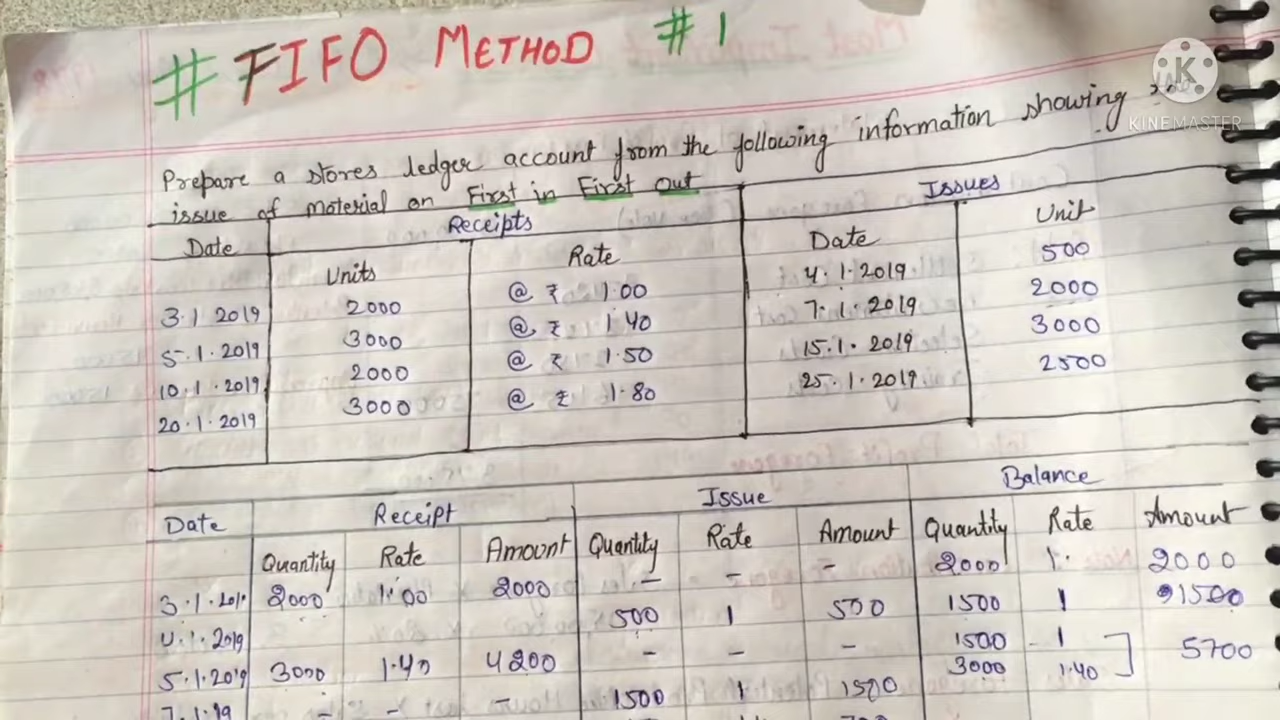 # FIFO METHOD #1
KINEMASTER
Prepare a stores ledger account from the following information showing
issue of material on First in First Out
Receipts Issues
Date Units Rate Date Unit
3.1 2019 2000 @ ₹ 1.00 4.1.2019 500
5.1.2019 3000 @ ₹ 1.40 7.1.2019 2000
10.1.2019 2000 @ ₹ 1.50 15.1.2019 3000
20.1.2019 3000 @ ₹ 1.80 25.1.2019 2500
Date Receipt Issue Balance
Quantity Rate Amount Quantity Rate Amount Quantity Rate Amount
3.1.2019 2000 1.00 2000 - - - 2000 1. 2000
4.1.2019 500 1 500 1500 1 1500
5.1.2019 3000 1.40 4200 - - - 1500 - 1
3000 1.40 ] 5700
7.1.19 - - - 1500 1 1500